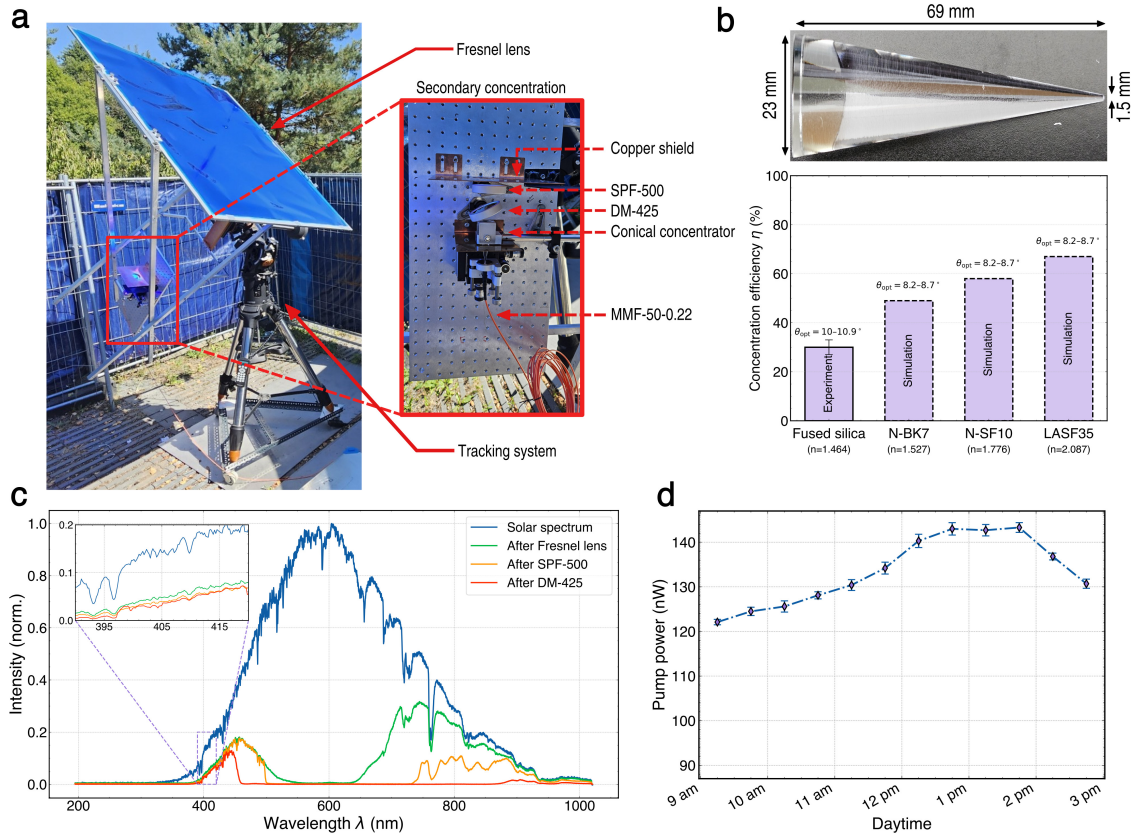 a
Fresnel lens
Secondary concentration
Copper shield
SPF-500
DM-425
Conical concentrator
MMF-50-0.22
Tracking system
b
69 mm
23 mm
1.5 mm
Concentration efficiency η (%)
100
80
60
40
20
0
θopt = 10–10.9°
θopt = 8.2–8.7°
θopt = 8.2–8.7°
θopt = 8.2–8.7°
Experiment
Simulation
Simulation
Simulation
Fused silica
(n=1.464)
N-BK7
(n=1.527)
N-SF10
(n=1.776)
LASF35
(n=2.087)
c
Intensity (norm.)
1.0
0.8
0.6
0.4
0.2
0.0
0.2
0.1
0.0
395 405 415
Solar spectrum
After Fresnel lens
After SPF-500
After DM-425
200 400 600 800 1000
Wavelength λ (nm)
d
Pump power (nW)
140
130
120
110
100
90
9 am 10 am 11 am 12 pm 1 pm 2 pm 3 pm
Daytime